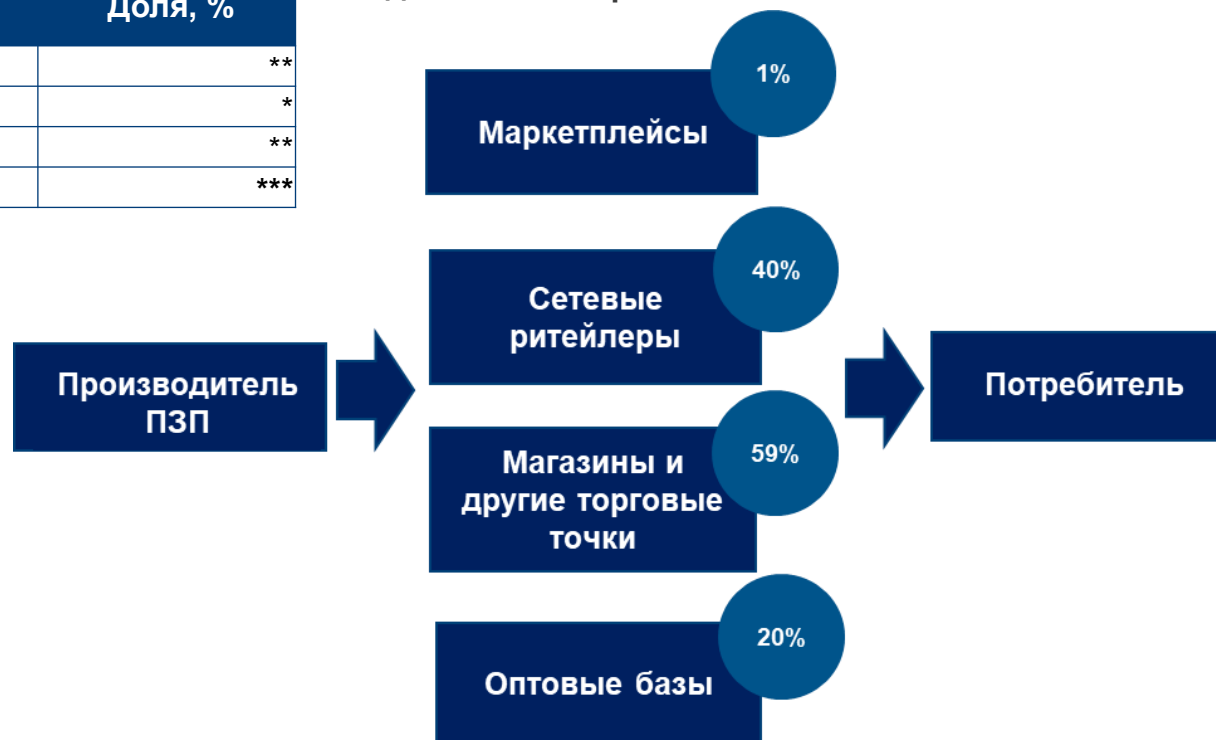 Доля, %
**
*
**
***
1%
Маркетплейсы
40%
Сетевые
ритейлеры
Производитель
ПЗП
Потребитель
59%
Магазины и
другие торговые
точки
20%
Оптовые базы